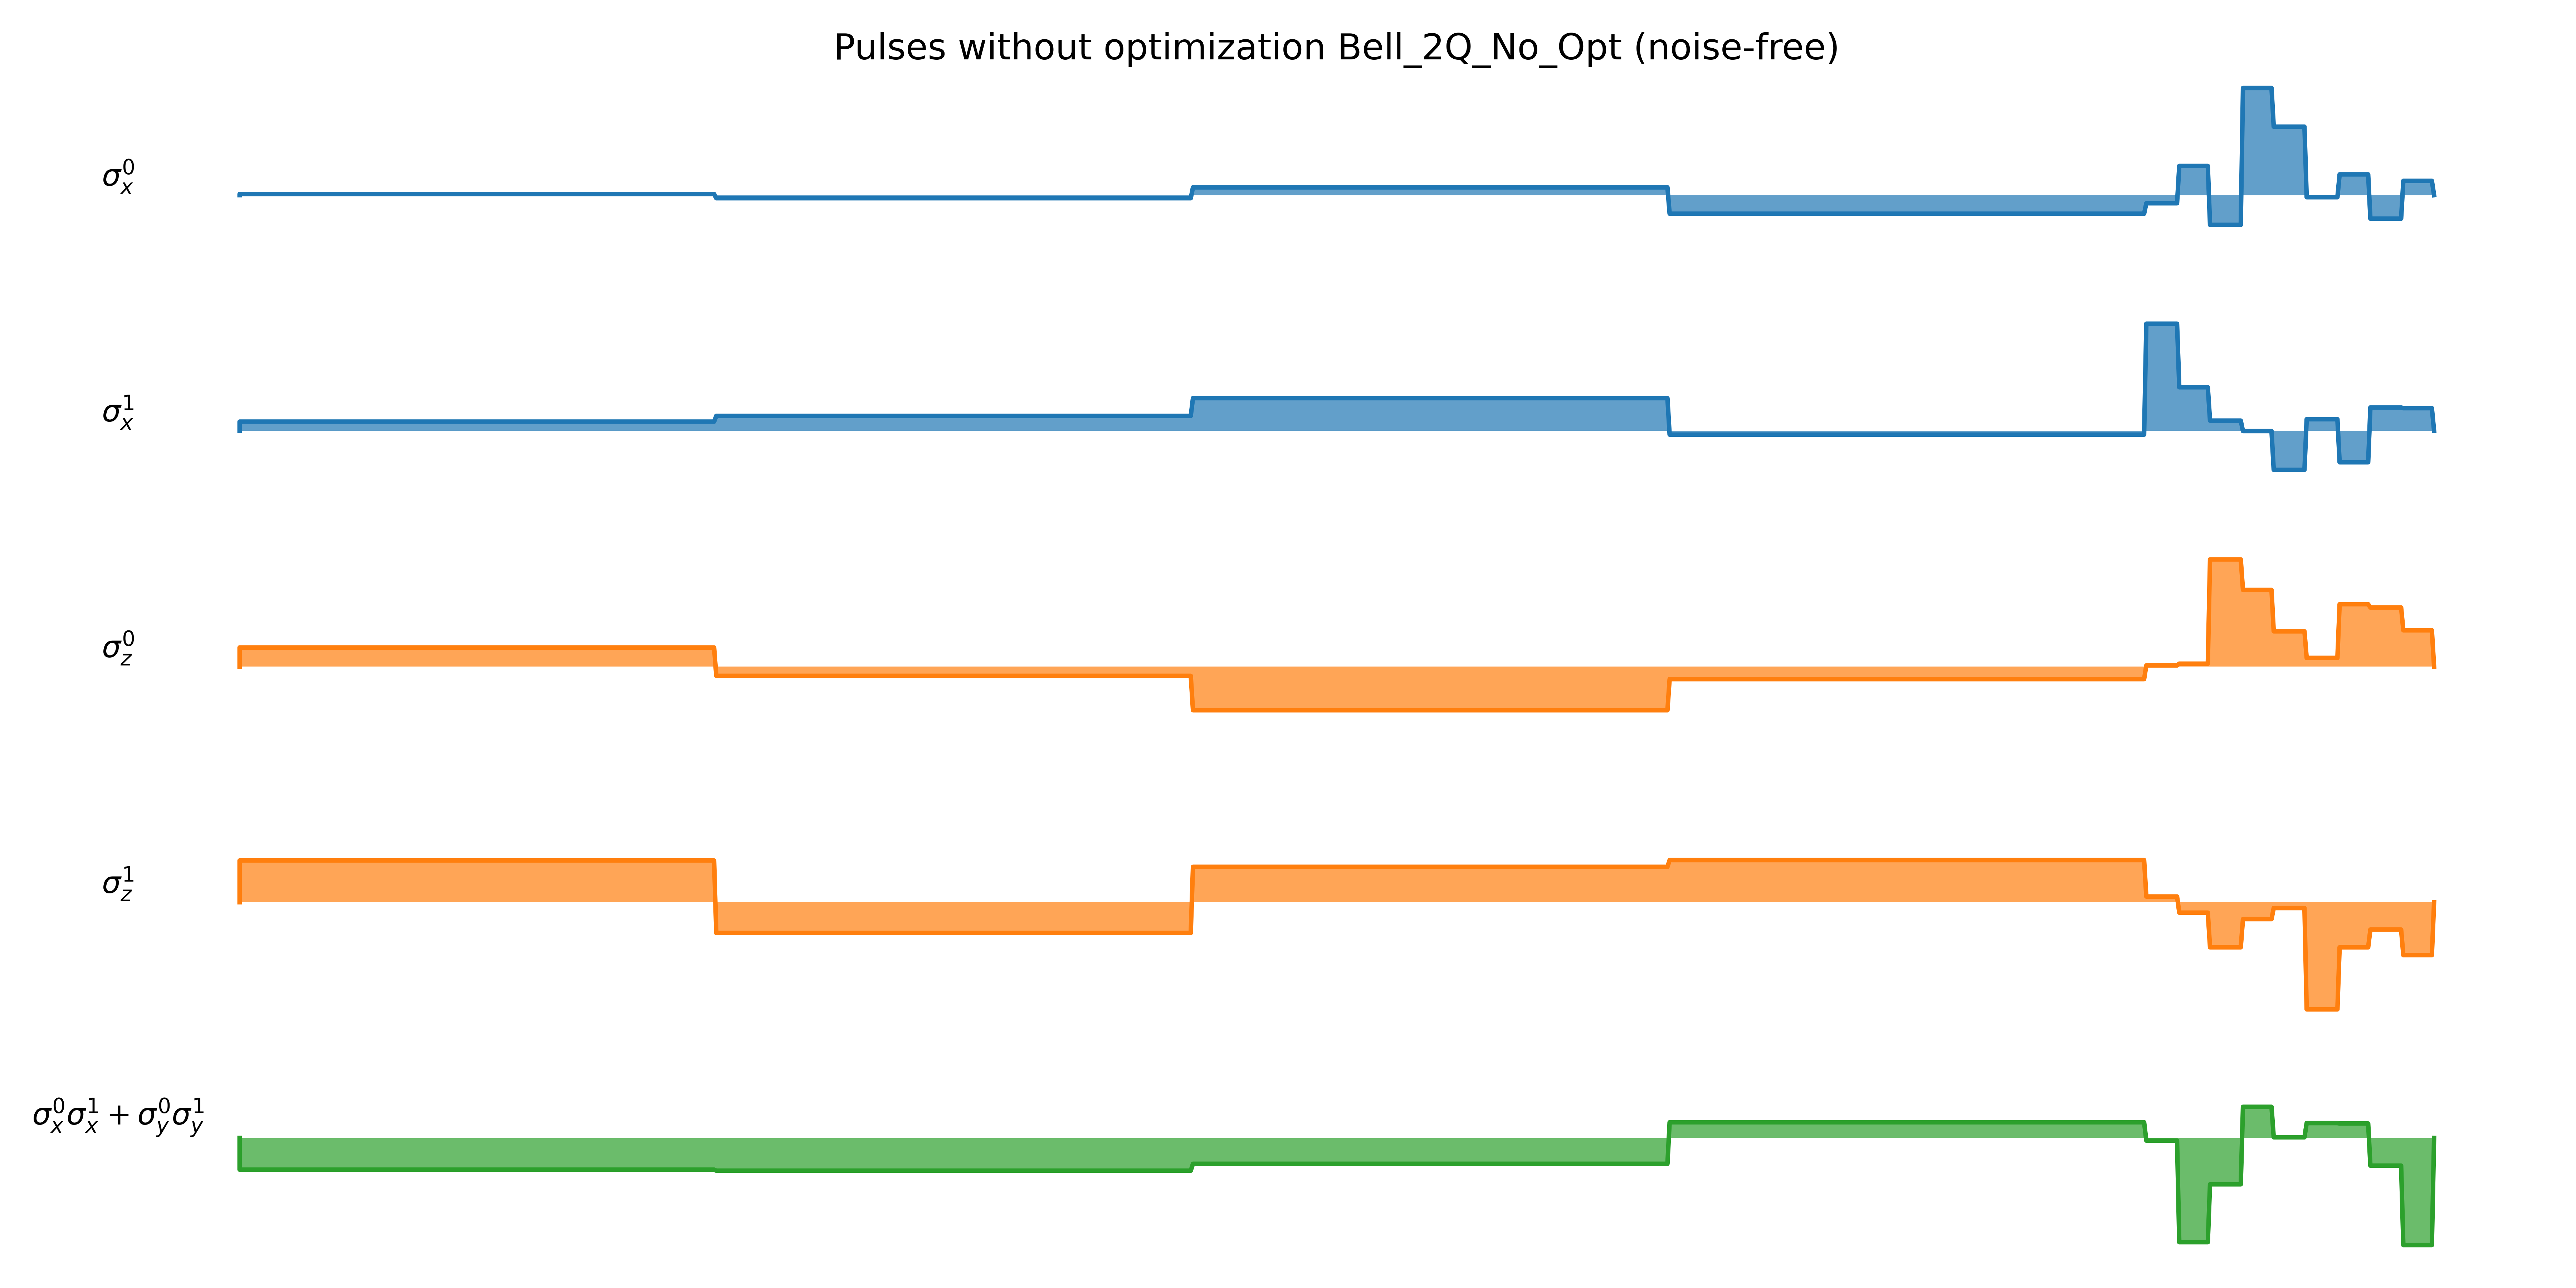 Pulses without optimization Bell_2Q_No_Opt (noise-free)
σ_x^0
σ_x^1
σ_z^0
σ_z^1
σ_x^0σ_x^1 + σ_y^0σ_y^1